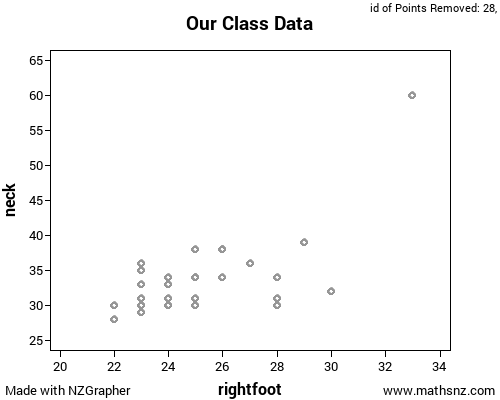 id of Points Removed: 28,
Our Class Data
65
60
55
50
45
40
35
30
25
neck
20 22 24 26 28 30 32 34
Made with NZGrapher rightfoot www.mathsnz.com